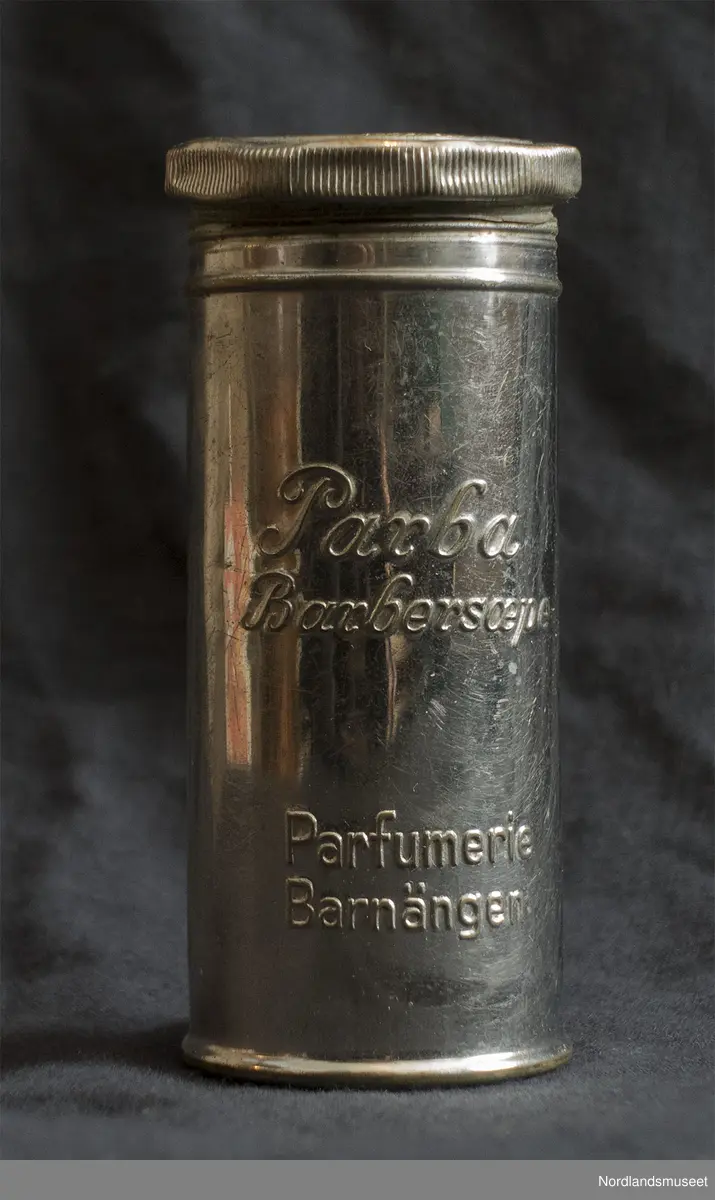 Parba
Barbersæpe
Parfumerie
Barnängen
Nordlandsmuseet